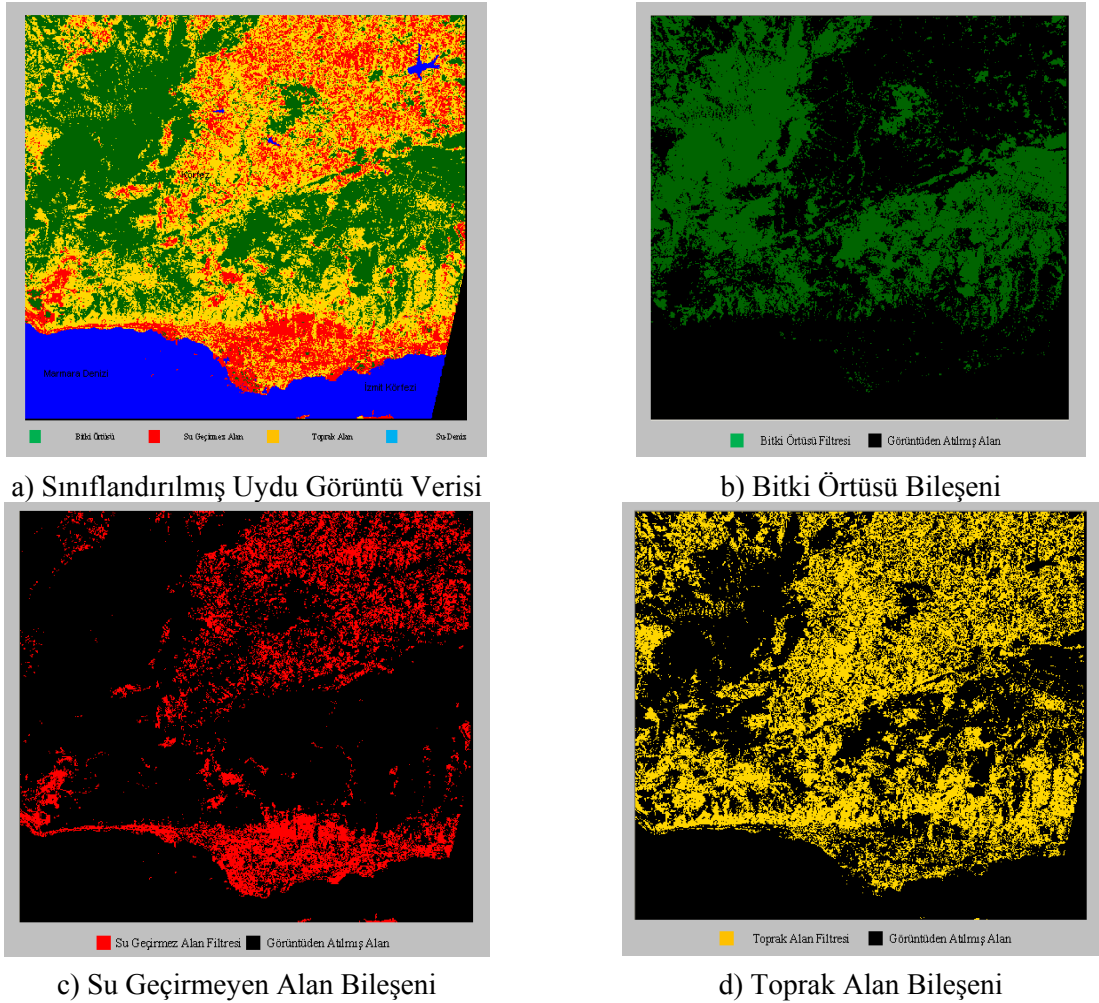 Körfez
Marmara Denizi
İzmit Körfezi
Bitki Örtüsü
Su Geçirmez Alan
Toprak Alan
Su-Deniz
Bitki Örtüsü Filtresi
Görüntüden Atılmış Alan
a) Sınıflandırılmış Uydu Görüntü Verisi
b) Bitki Örtüsü Bileşeni
Su Geçirmez Alan Filtresi
Görüntüden Atılmış Alan
Toprak Alan Filtresi
Görüntüden Atılmış Alan
c) Su Geçirmeyen Alan Bileşeni
d) Toprak Alan Bileşeni